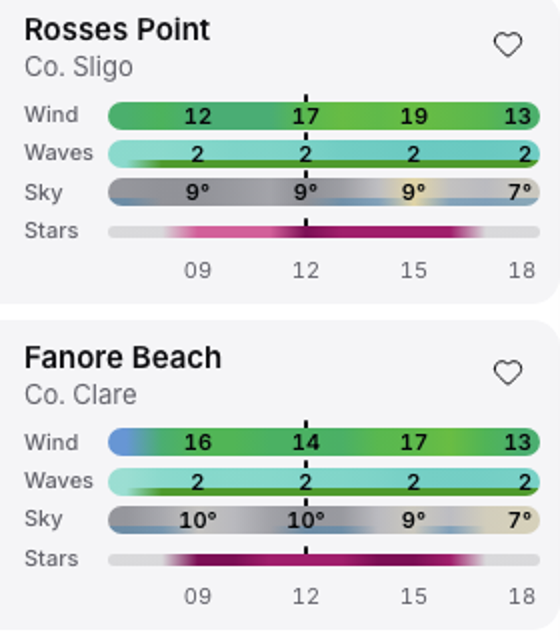 Rosses Point
Co. Sligo
Wind 12 17 19 13
Waves 2 2 2 2
Sky 9° 9° 9° 7°
Stars
09 12 15 18
Fanore Beach
Co. Clare
Wind 16 14 17 13
Waves 2 2 2 2
Sky 10° 10° 9° 7°
Stars
09 12 15 18